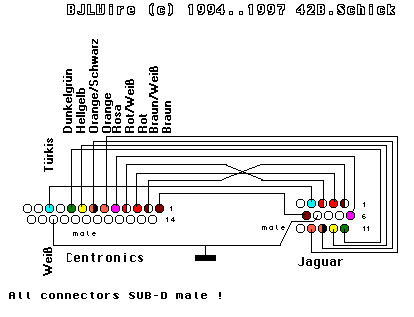 BJLWire (c) 1994..1997 42B.Schick
Türkis
Dunkelgrün
Hellgelb
Orange/Schwarz
Orange
Rosa
Rot/Weiß
Rot
Braun/Weiß
Braun
1
14
male
Weiß
Centronics
1
6
11
male
Jaguar
All connectors SUB-D male !